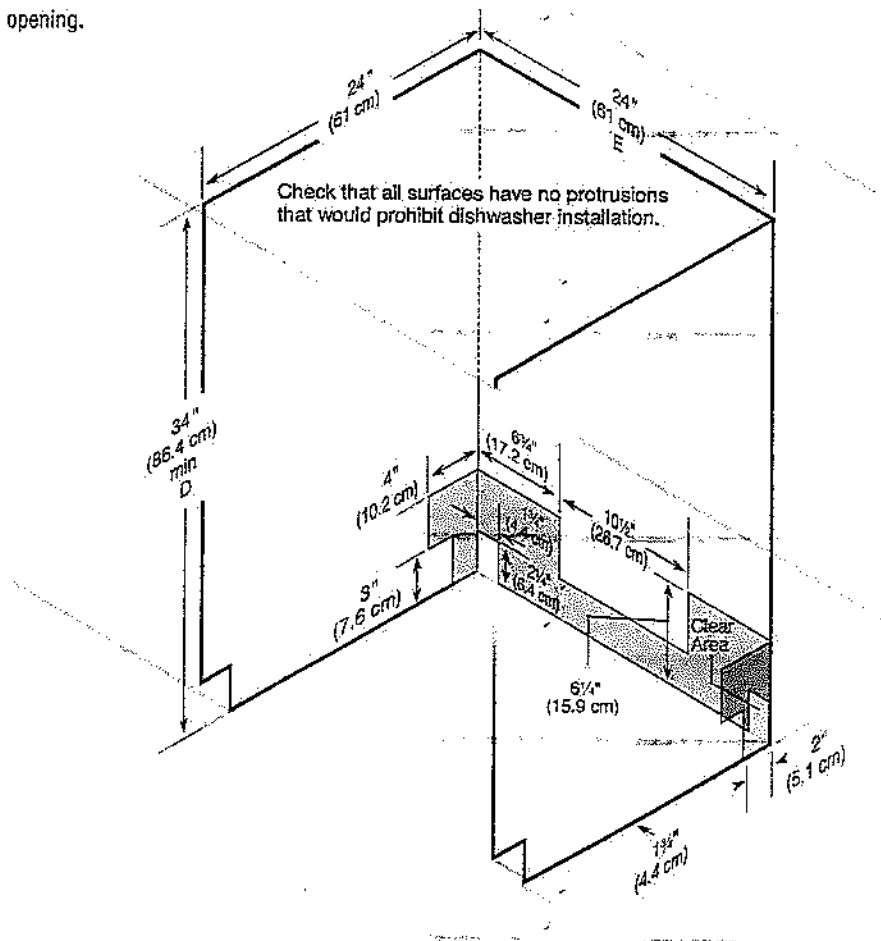 opening.
24"
(61 cm)
24"
(61 cm)
E
Check that all surfaces have no protrusions
that would prohibit dishwasher installation.
34"
(86.4 cm)
min
D
4"
(10.2 cm)
6¾"
(17.2 cm)
1¾"
(4.4 cm)
10½"
(26.7 cm)
3"
(7.6 cm)
2½"
(6.4 cm)
Clear
Area
6¼"
(15.9 cm)
2"
(5.1 cm)
1¾"
(4.4 cm)